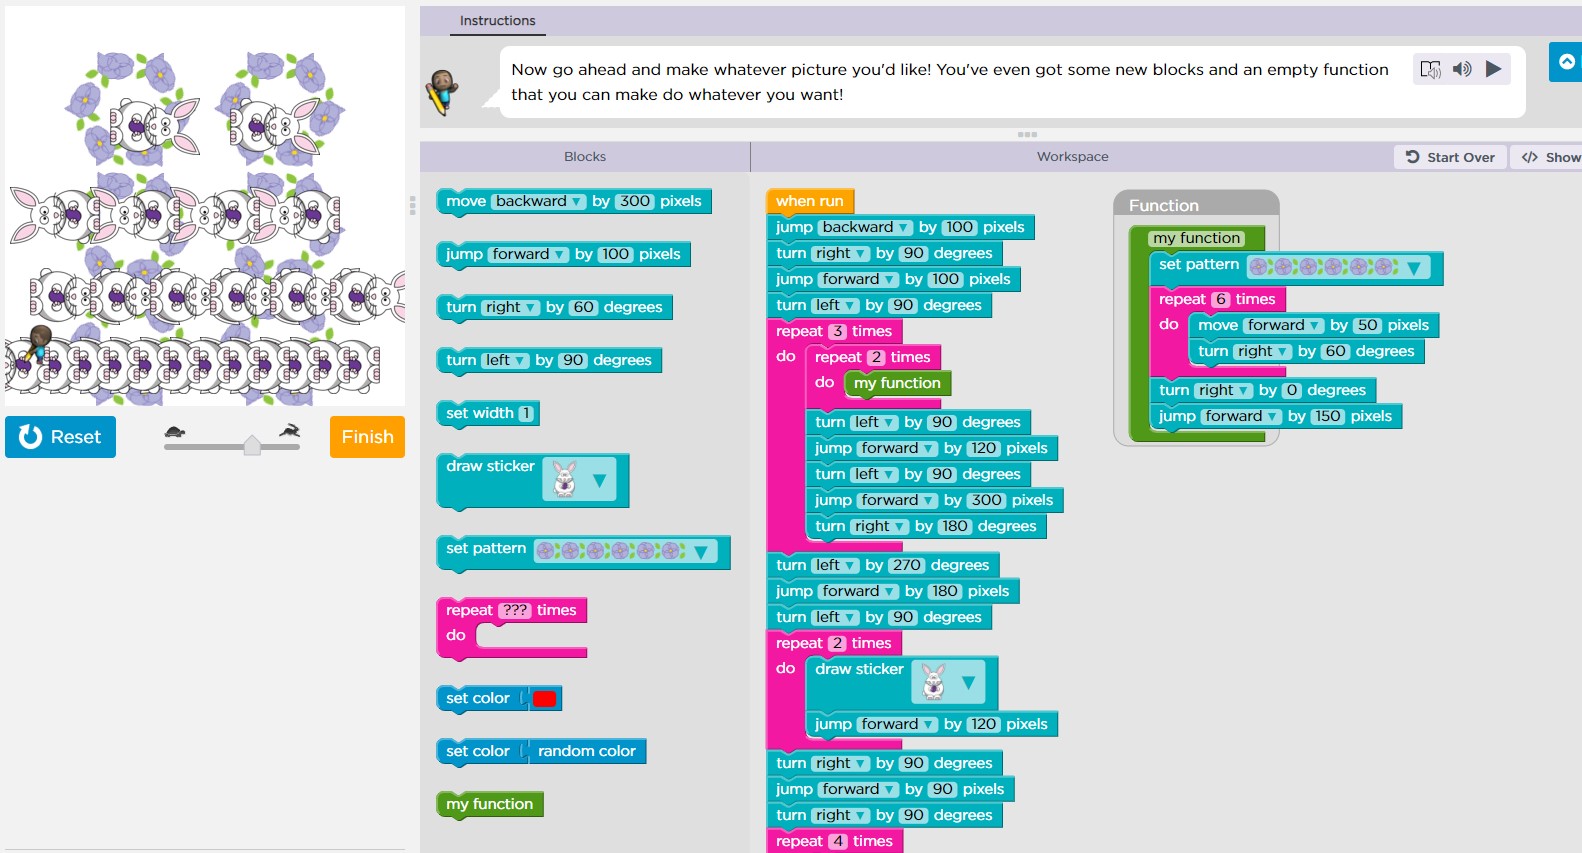 Instructions
Now go ahead and make whatever picture you'd like! You've even got some new blocks and an empty function
that you can make do whatever you want!
Blocks
Workspace
Start Over
</> Show
Reset
Finish
move backward ▼ by 300 pixels
jump forward ▼ by 100 pixels
turn right ▼ by 60 degrees
turn left ▼ by 90 degrees
set width 1
draw sticker ▼
set pattern ▼
repeat ??? times
do
set color
set color random color
my function
when run
jump backward ▼ by 100 pixels
turn right ▼ by 90 degrees
jump forward ▼ by 100 pixels
turn left ▼ by 90 degrees
repeat 3 times
do repeat 2 times
do my function
turn left ▼ by 90 degrees
jump forward ▼ by 120 pixels
turn left ▼ by 90 degrees
jump forward ▼ by 300 pixels
turn right ▼ by 180 degrees
turn left ▼ by 270 degrees
jump forward ▼ by 180 pixels
turn left ▼ by 90 degrees
repeat 2 times
do draw sticker ▼
jump forward ▼ by 120 pixels
turn right ▼ by 90 degrees
jump forward ▼ by 90 pixels
turn right ▼ by 90 degrees
repeat 4 times
Function
my function
set pattern ▼
repeat 6 times
do move forward ▼ by 50 pixels
turn right ▼ by 60 degrees
turn right ▼ by 0 degrees
jump forward ▼ by 150 pixels